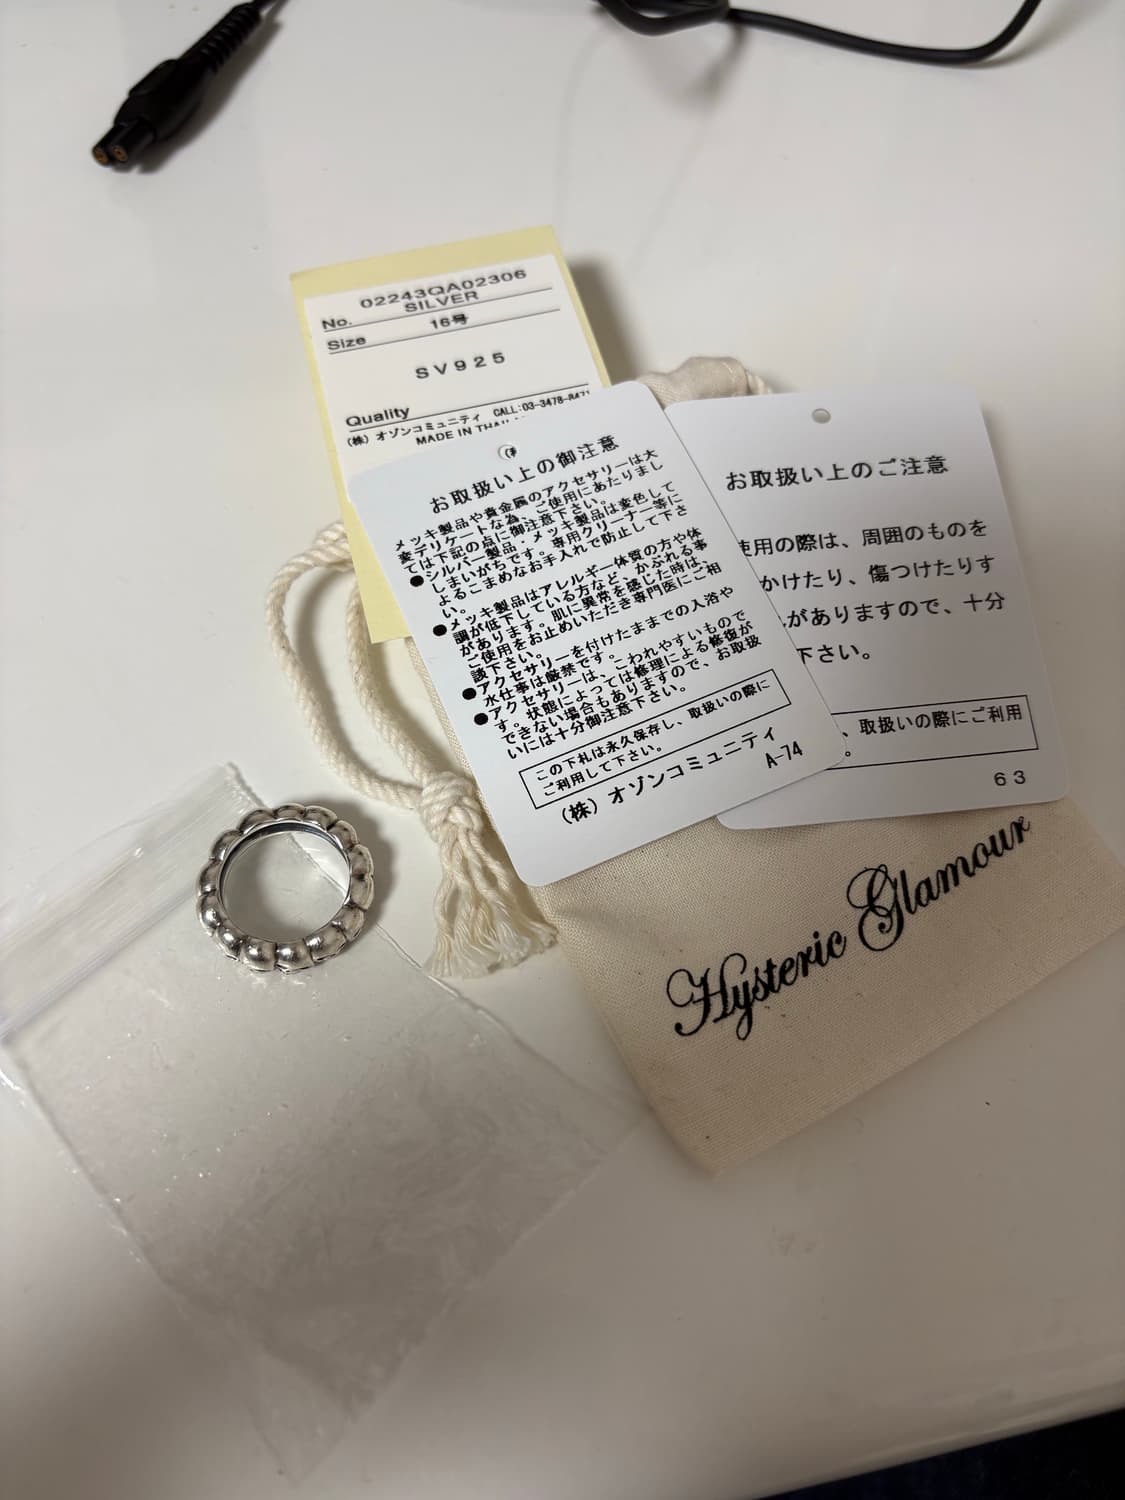 02243QA02306
No. SILVER
Size 16号
SV925
Quality
(株) オゾンコミュニティ CALL:03-3478-8471
MADE IN
お取扱い上の御注意
メッキ製品や貴金属のアクセサリーは大
変デリケートな為、ご使用にあたりまし
ては下記の点に御注意下さい。
●シルバー製品・メッキ製品は変色して
しまいがちです。専用クリーナー等に
よるこまめなお手入れで防止して下さ
い。
●メッキ製品はアレルギー体質の方や体
調が低下している方など、かぶれる事
があります。肌に異常を感じた時は、
ご使用をお止めいただき専門医にご相
談下さい。
●アクセサリーを付けたままでの入浴や
水仕事は厳禁です。
●アクセサリーは、こわれやすいもので
す。状態によっては修理による修復が
できない場合もありますので、お取扱
いには十分御注意下さい。
この下札は永久保存し、取扱いの際に
ご利用して下さい。
(株) オゾンコミュニティ
A-74
お取扱い上のご注意
使用の際は、周囲のものを
かけたり、傷つけたりす
がありますので、十分
下さい。
、取扱いの際にご利用
。
63
Hysteric Glamour